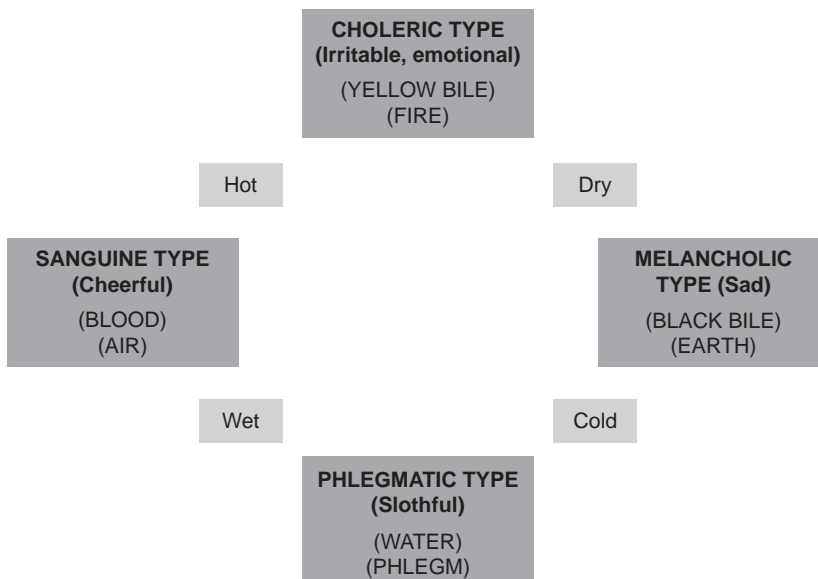 CHOLERIC TYPE
(Irritable, emotional)
(YELLOW BILE)
(FIRE)
Hot
Dry
SANGUINE TYPE
(Cheerful)
(BLOOD)
(AIR)
MELANCHOLIC
TYPE (Sad)
(BLACK BILE)
(EARTH)
Wet
Cold
PHLEGMATIC TYPE
(Slothful)
(WATER)
(PHLEGM)